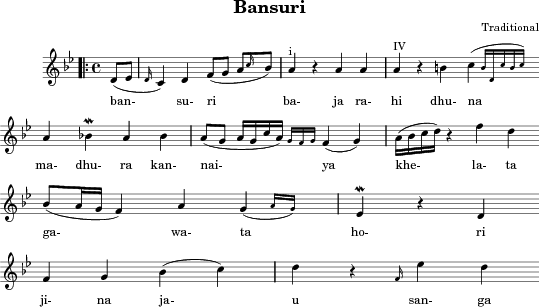 Bansuri
Traditional
i IV
ban- su- ri ba- ja ra- hi dhu- na
ma- dhu- ra kan- nai- ya khe- la- ta
ga- wa- ta ho- ri
ji- na ja- u san- ga